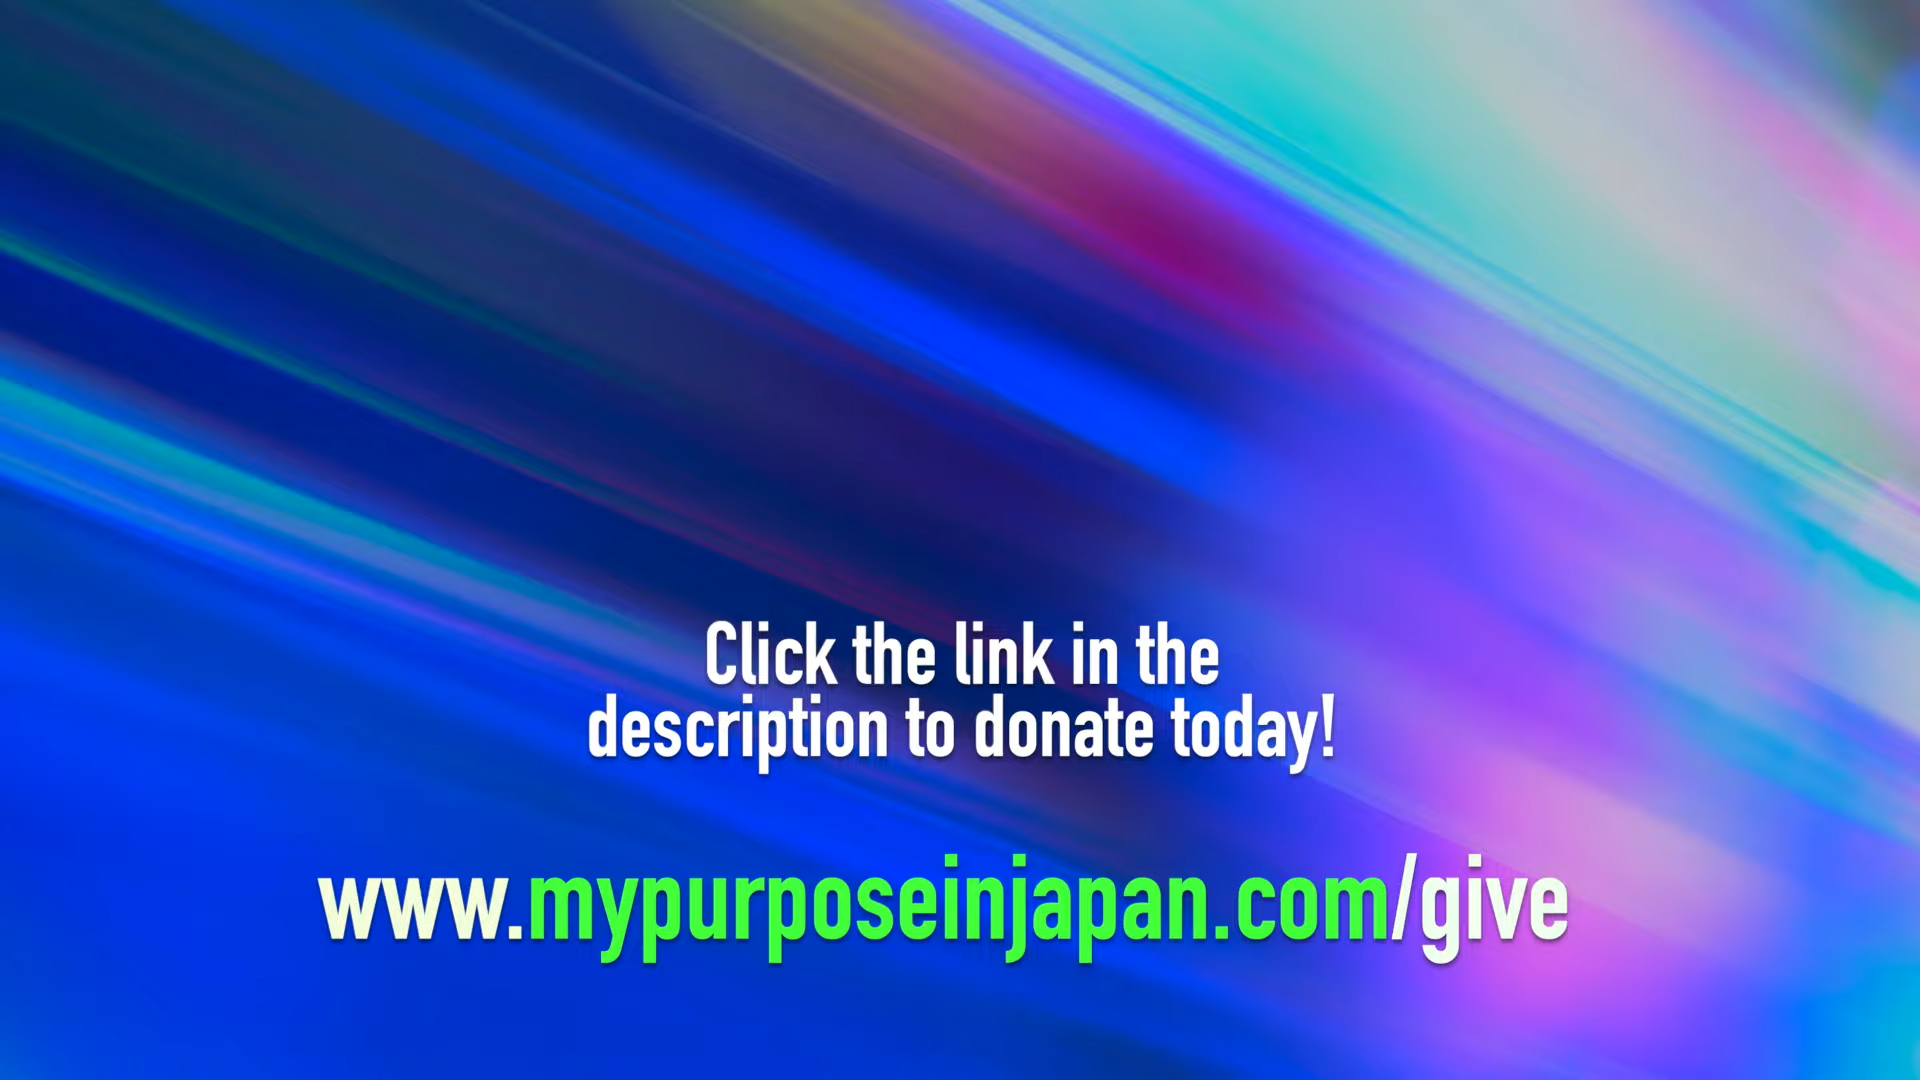 Click the link in the
description to donate today!
www.mypurposeinjapan.com/give